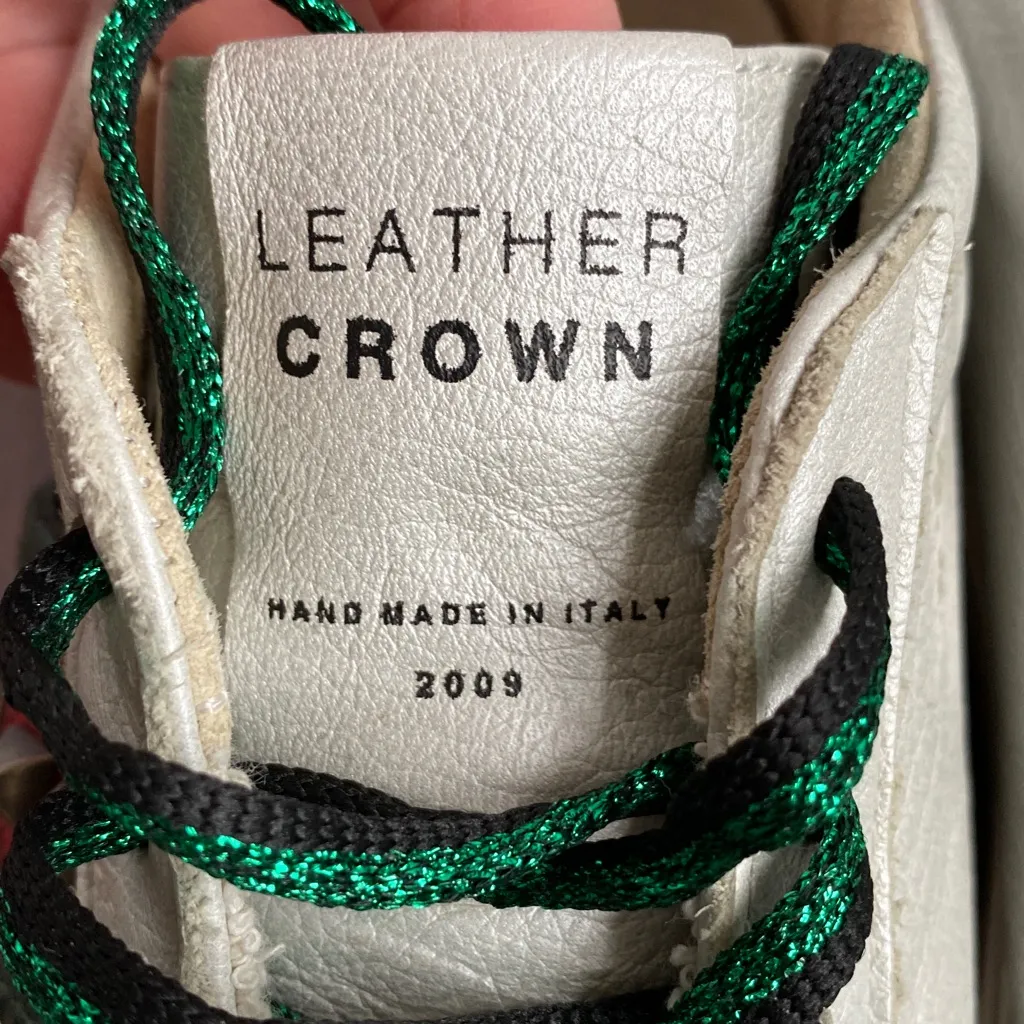 LEATHER
CROWN
HAND MADE IN ITALY
2009